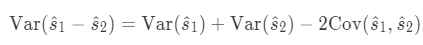 Var(ŝ₁ − ŝ₂) = Var(ŝ₁) + Var(ŝ₂) − 2Cov(ŝ₁, ŝ₂)